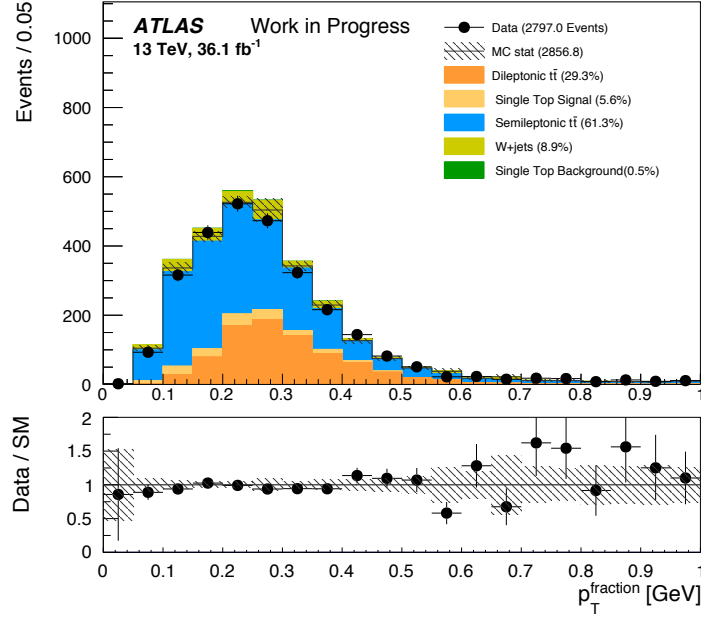 ATLAS Work in Progress
13 TeV, 36.1 fb⁻¹
Data (2797.0 Events)
MC stat (2856.8)
Dileptonic tt̄ (29.3%)
Single Top Signal (5.6%)
Semileptonic tt̄ (61.3%)
W+jets (8.9%)
Single Top Background(0.5%)
Events / 0.05
1000
800
600
400
200
0
0 0.1 0.2 0.3 0.4 0.5 0.6 0.7 0.8 0.9 1
Data / SM
2
1.5
1
0.5
0
0 0.1 0.2 0.3 0.4 0.5 0.6 0.7 0.8 0.9 1
p_T^fraction [GeV]